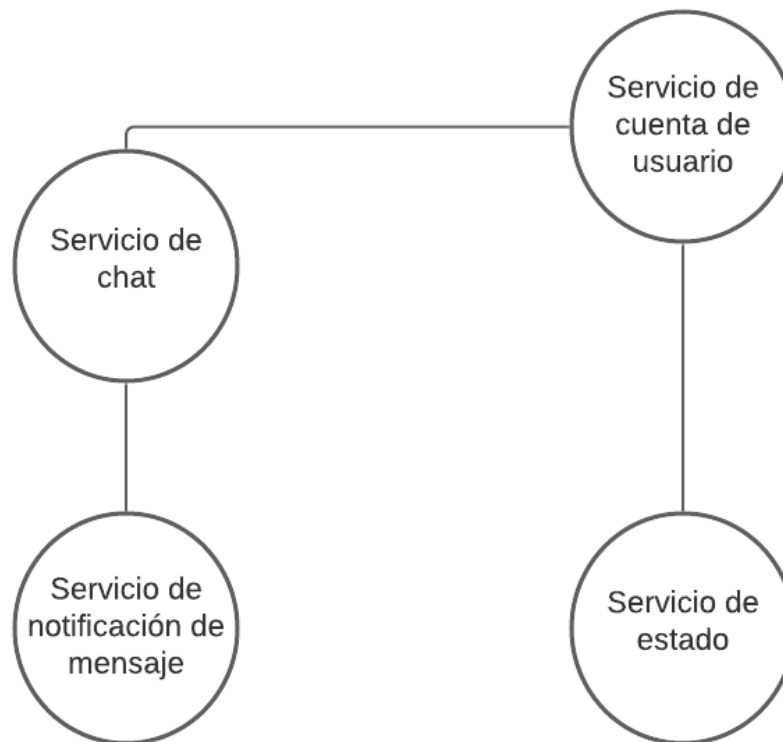 Servicio de
cuenta de
usuario
Servicio de
chat
Servicio de
notificación de
mensaje
Servicio de
estado